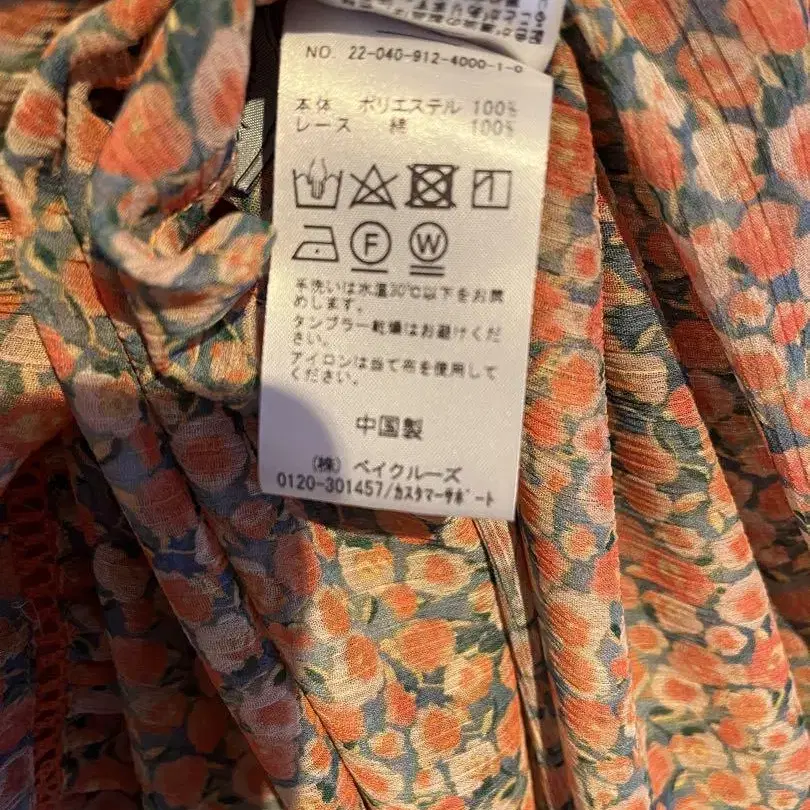 NO. 22-040-912-4000-1-0
本体 ポリエステル 100%
レース 綿 100%
F W
手洗いは水温30℃以下をお薦
めします。
タンブラー乾燥はお避けくだ
さい。
アイロンは当て布を使用して
ください。
中国製
(株) ベイクルーズ
0120-301457/カスタマーサポート